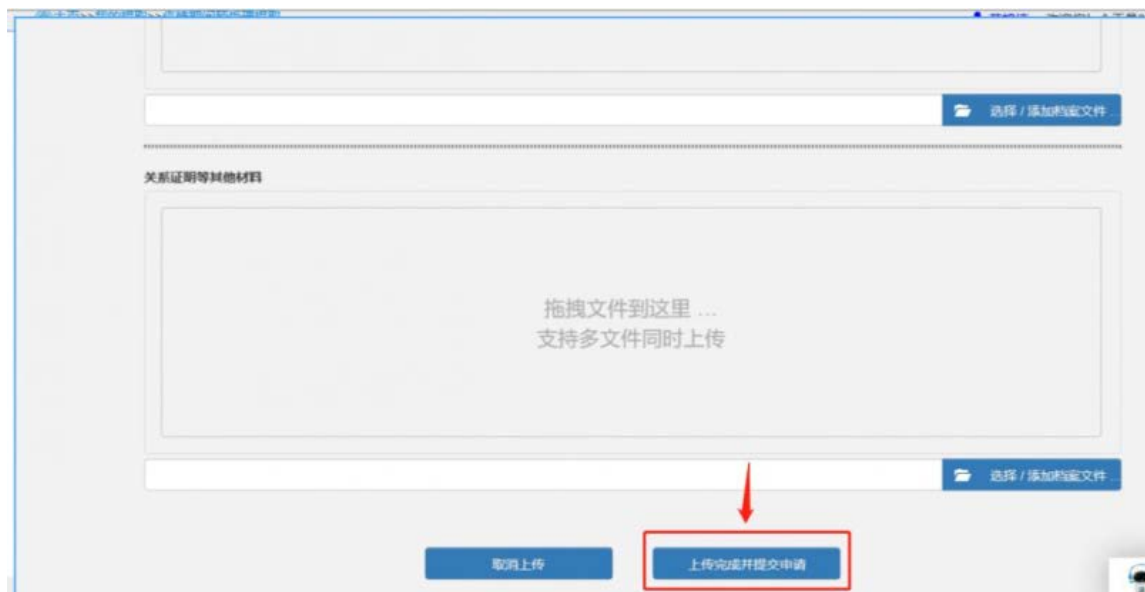 选择 / 添加档案文件 ...
关系证明等其他材料
拖拽文件到这里 ...
支持多文件同时上传
选择 / 添加档案文件 ...
取消上传
上传完成并提交申请